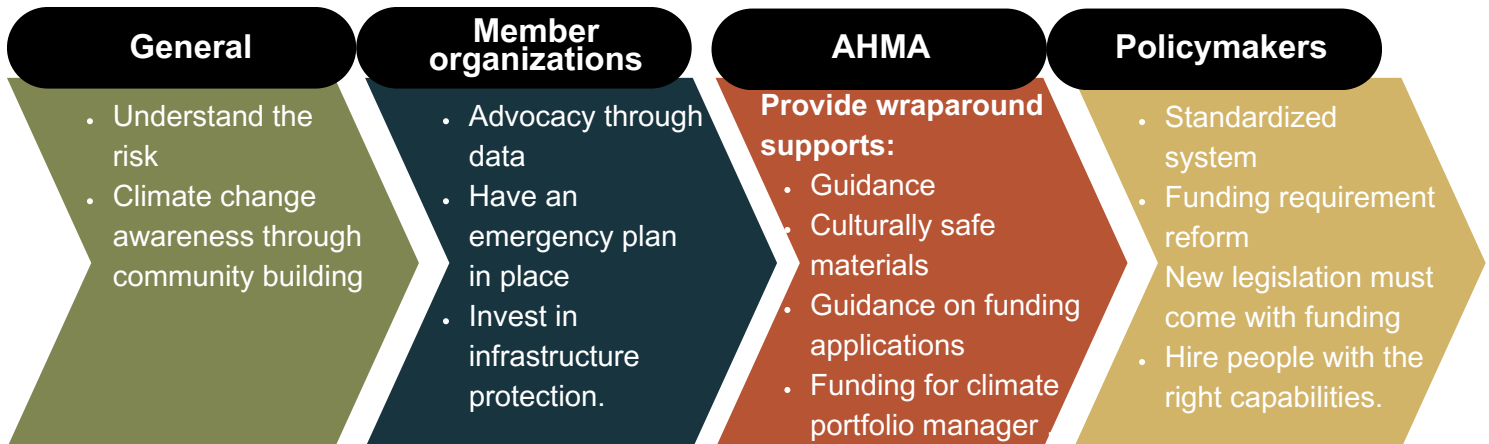 General
• Understand the
risk
• Climate change
awareness through
community building
Member
organizations
• Advocacy through
data
• Have an
emergency plan
in place
• Invest in
infrastructure
protection.
AHMA
Provide wraparound
supports:
• Guidance
• Culturally safe
materials
• Guidance on funding
applications
• Funding for climate
portfolio manager .
Policymakers
• Standardized
system
• Funding requirement
reform
• New legislation must
come with funding
• Hire people with the
right capabilities.